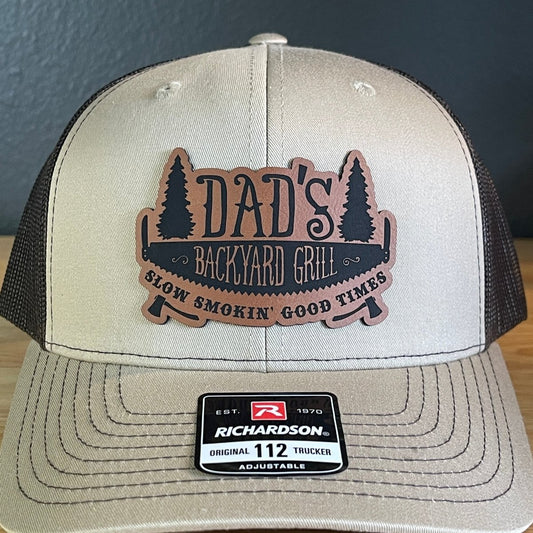 DAD'S
BACKYARD GRILL
SLOW SMOKIN' GOOD TIMES
EST. R 1970
RICHARDSON®
ORIGINAL 112 TRUCKER
ADJUSTABLE